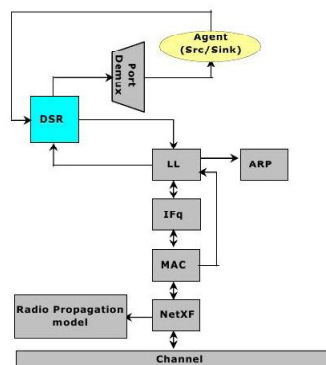 Agent
(Src/Sink)
Port
Demux
DSR
LL
ARP
IFq
MAC
Radio Propagation
model
NetXF
Channel